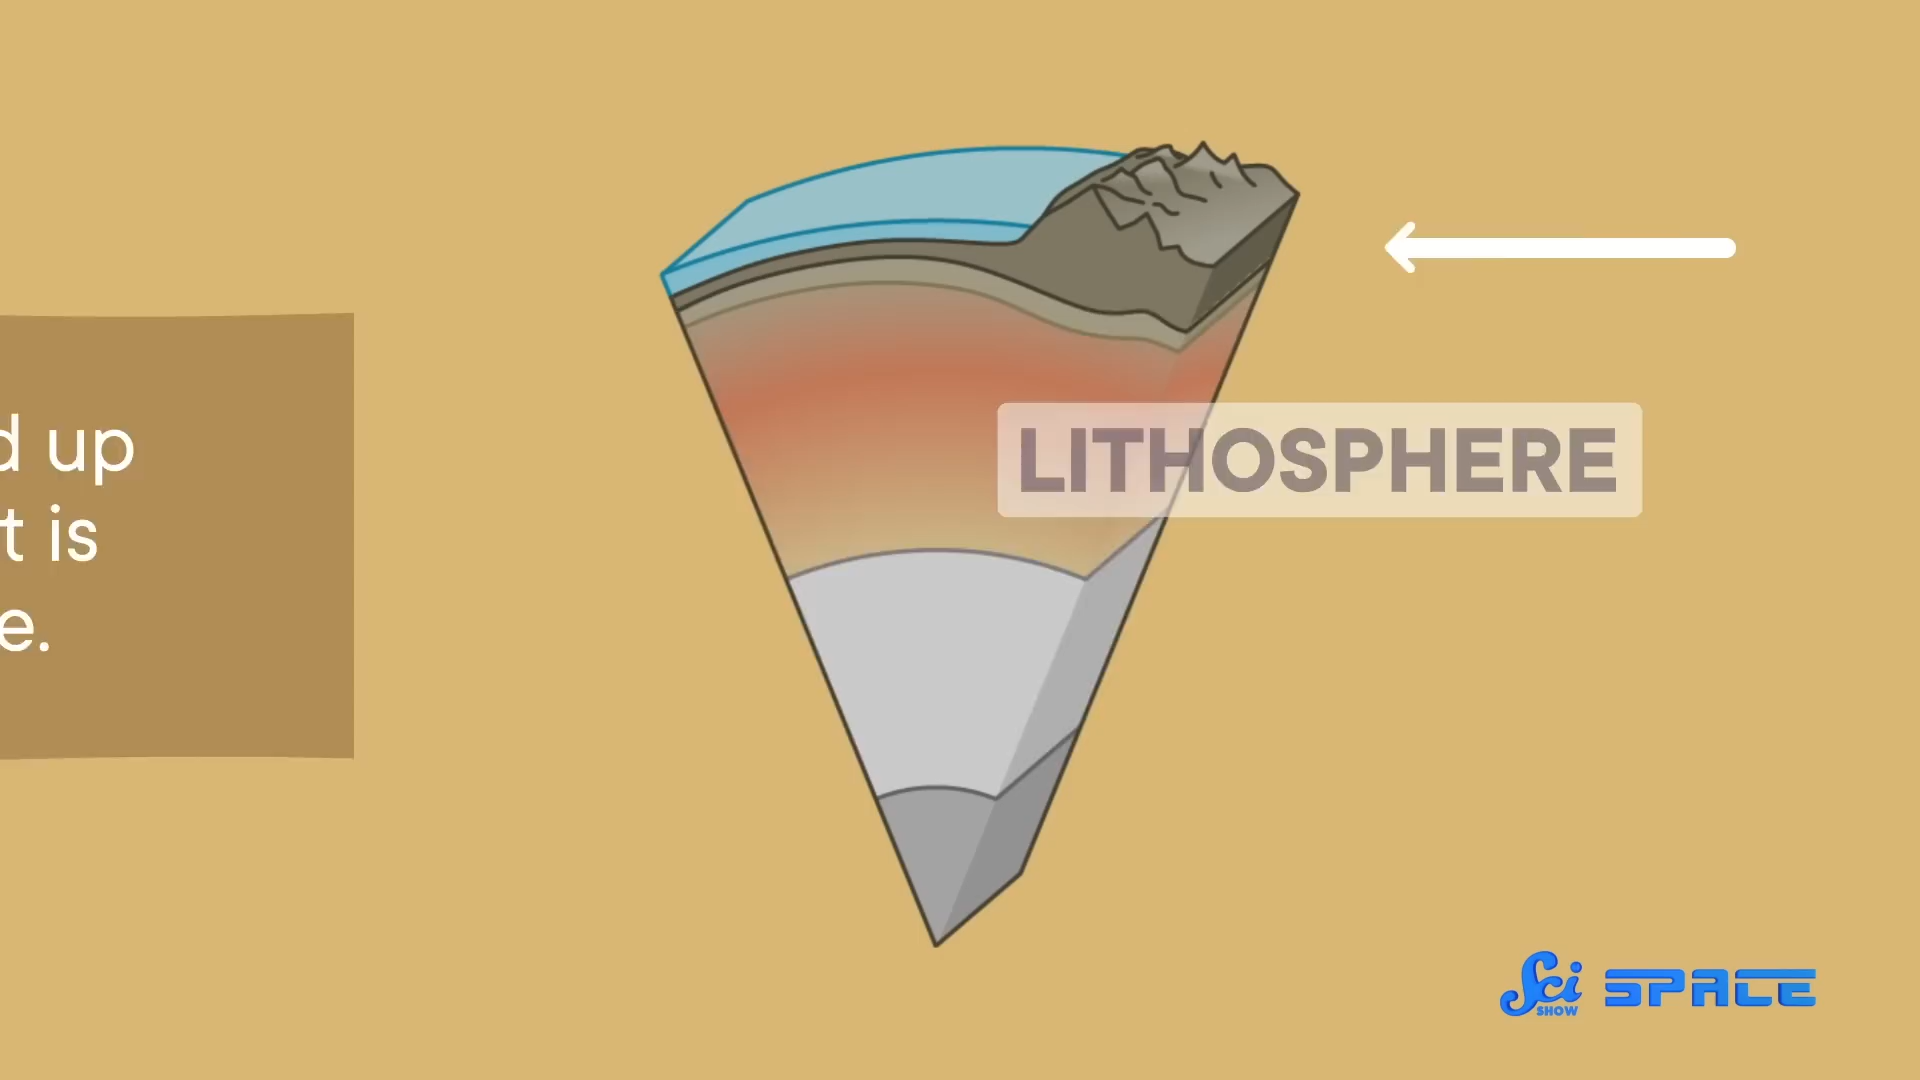 d up
t is
e.
LITHOSPHERE
Sci SPACE
SHOW